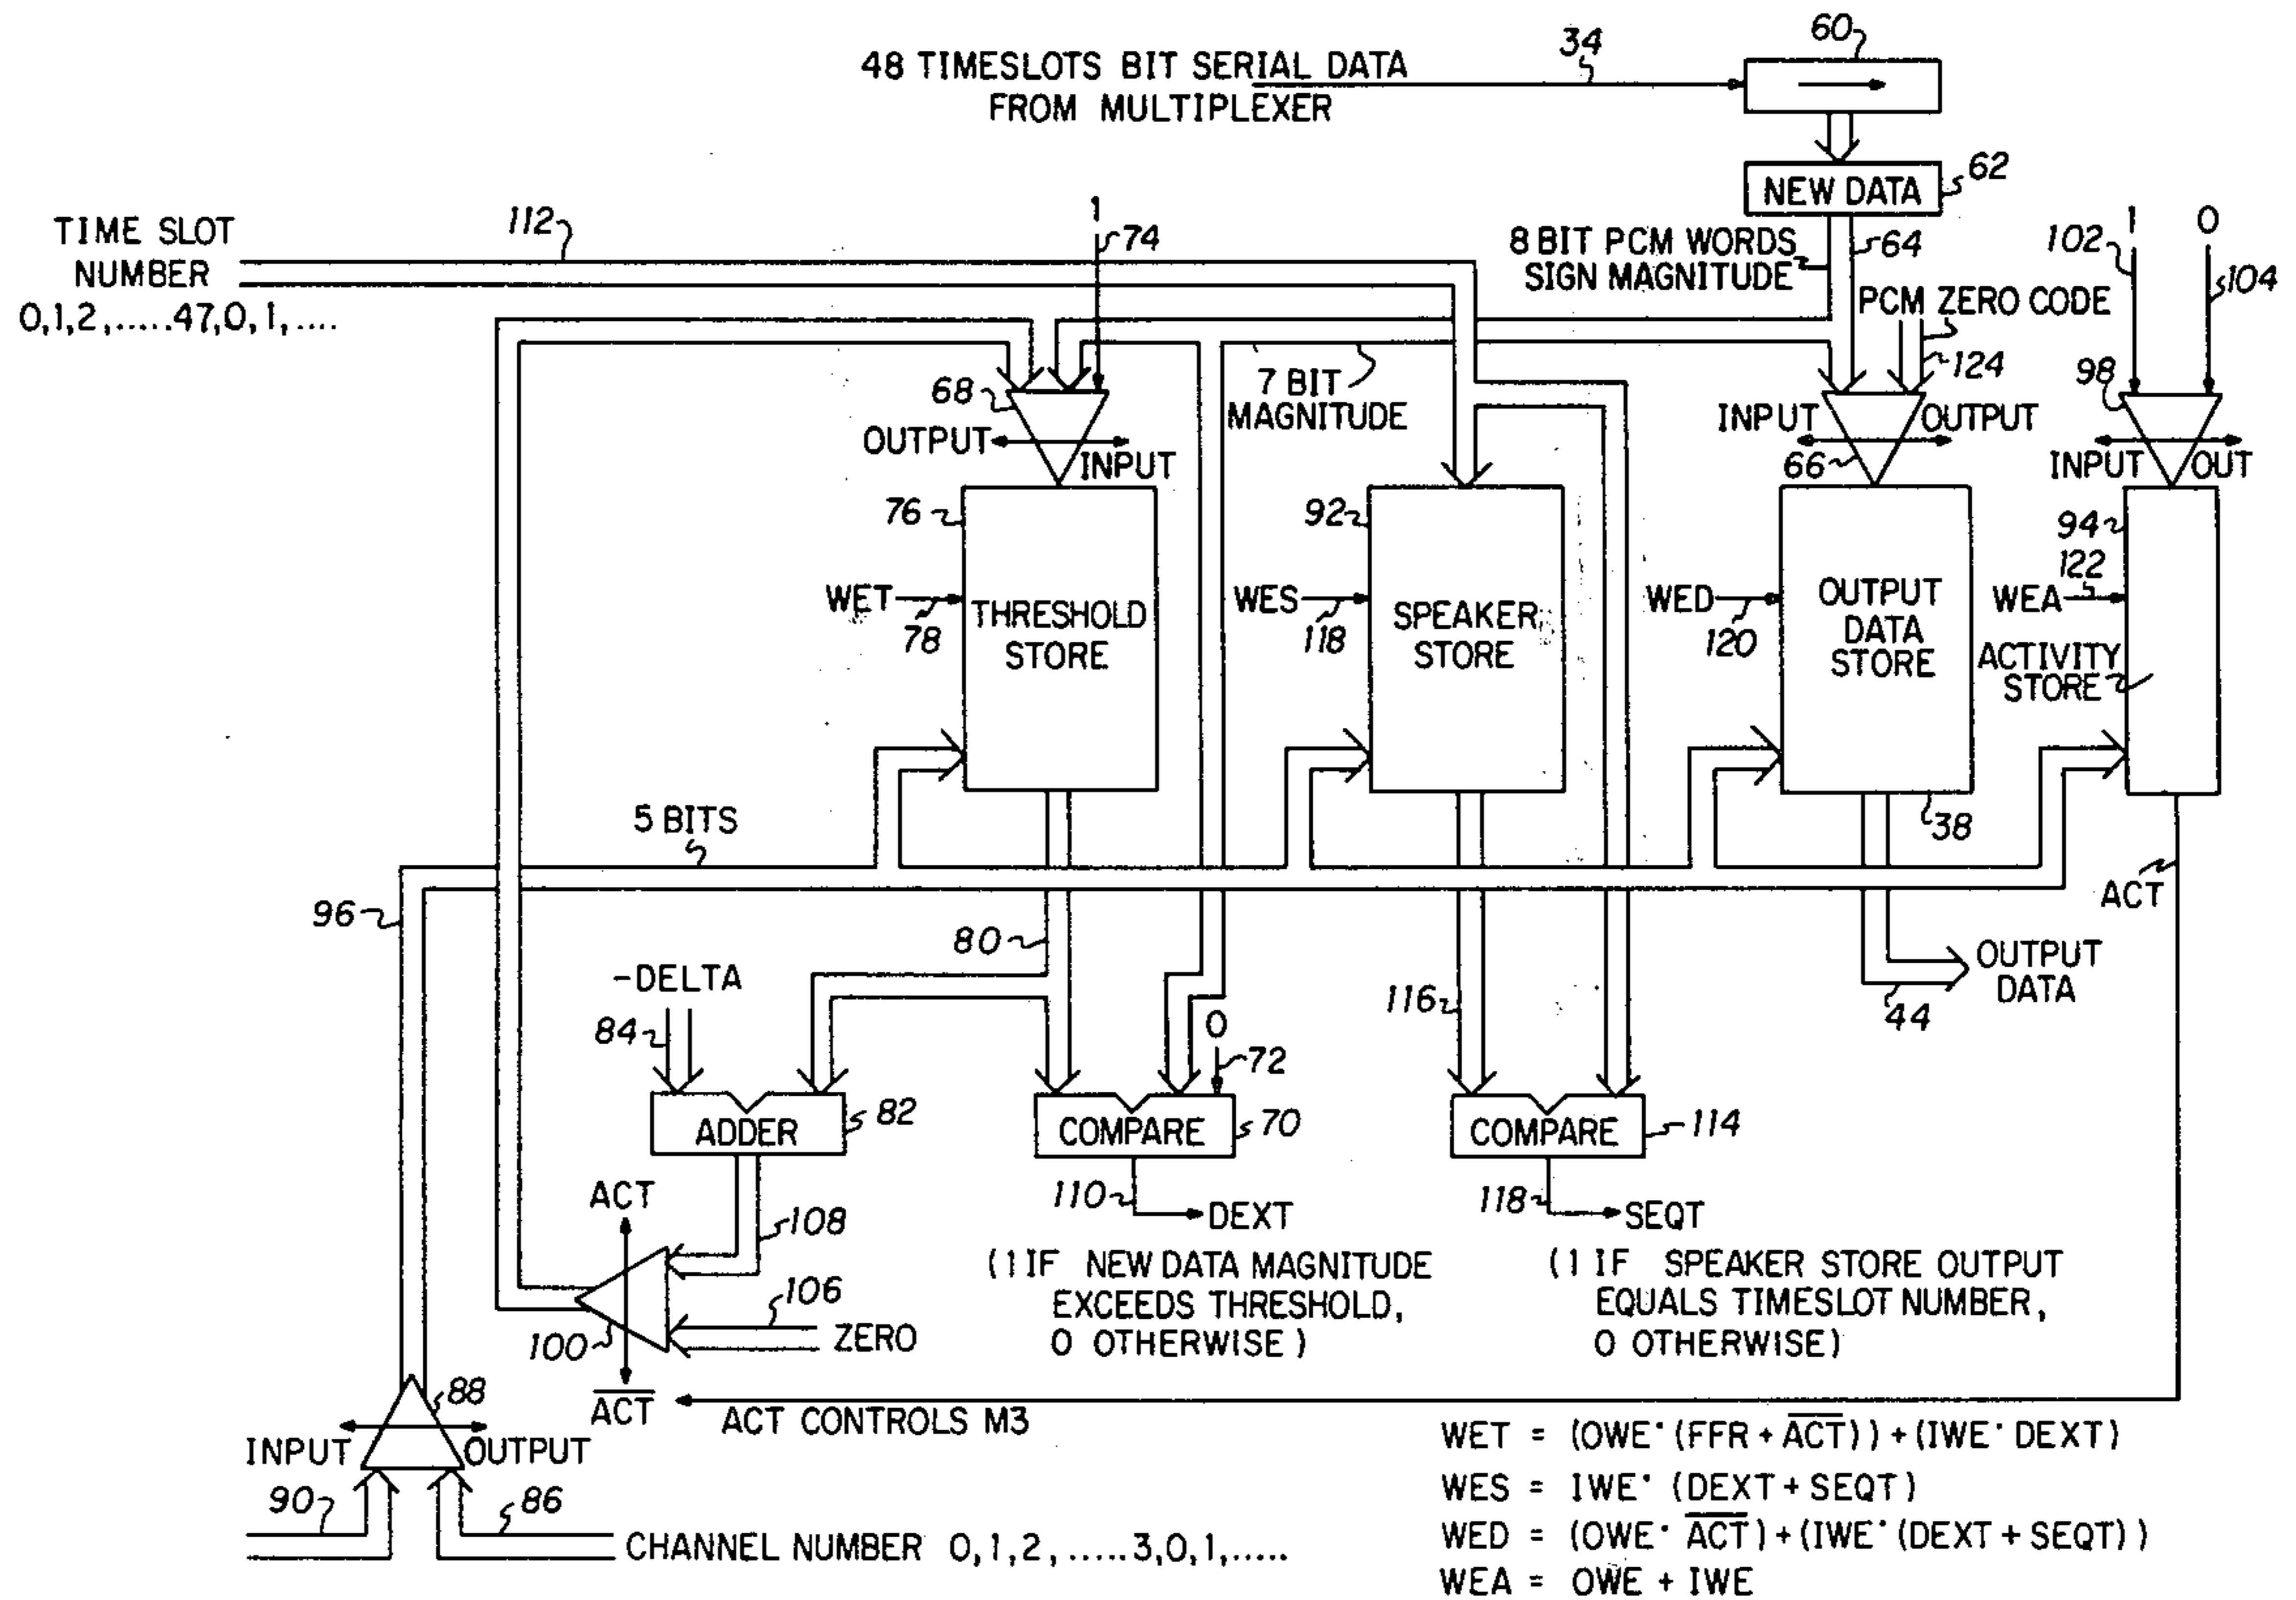 60
34
48 TIMESLOTS BIT SERIAL DATA
FROM MULTIPLEXER
NEW DATA
62
TIME SLOT
NUMBER
0,1,2,.....47,0,1,....
112
1
74
8 BIT PCM WORDS
SIGN MAGNITUDE
64
PCM ZERO CODE
124
102
1
0
104
68
OUTPUT
INPUT
7 BIT
MAGNITUDE
INPUT
OUTPUT
66
98
INPUT
OUT
76
92
94
WET
78
THRESHOLD
STORE
WES
118
SPEAKER
STORE
WED
120
OUTPUT
DATA
STORE
38
WEA
122
ACTIVITY
STORE
5 BITS
96
80
ACT
-DELTA
84
116
OUTPUT
DATA
44
0
72
ADDER
82
COMPARE
70
COMPARE
114
ACT
108
110
DEXT
118
SEQT
(1 IF NEW DATA MAGNITUDE
EXCEEDS THRESHOLD,
0 OTHERWISE)
(1 IF SPEAKER STORE OUTPUT
EQUALS TIMESLOT NUMBER,
0 OTHERWISE)
106
ZERO
100
A̅C̅T̅
ACT CONTROLS M3
88
INPUT
OUTPUT
90
86
CHANNEL NUMBER 0,1,2,.....3,0,1,.....
WET = (OWE·(FFR + A̅C̅T̅)) + (IWE·DEXT)
WES = IWE·(DEXT + SEQT)
WED = (OWE·A̅C̅T̅) + (IWE·(DEXT + SEQT))
WEA = OWE + IWE